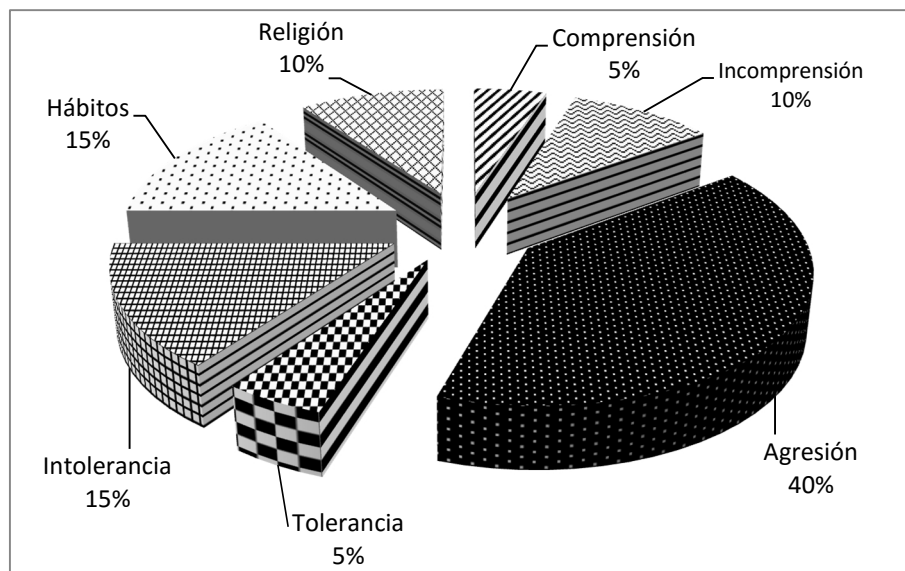 Religión
10%
Comprensión
5%
Incomprensión
10%
Hábitos
15%
Intolerancia
15%
Tolerancia
5%
Agresión
40%